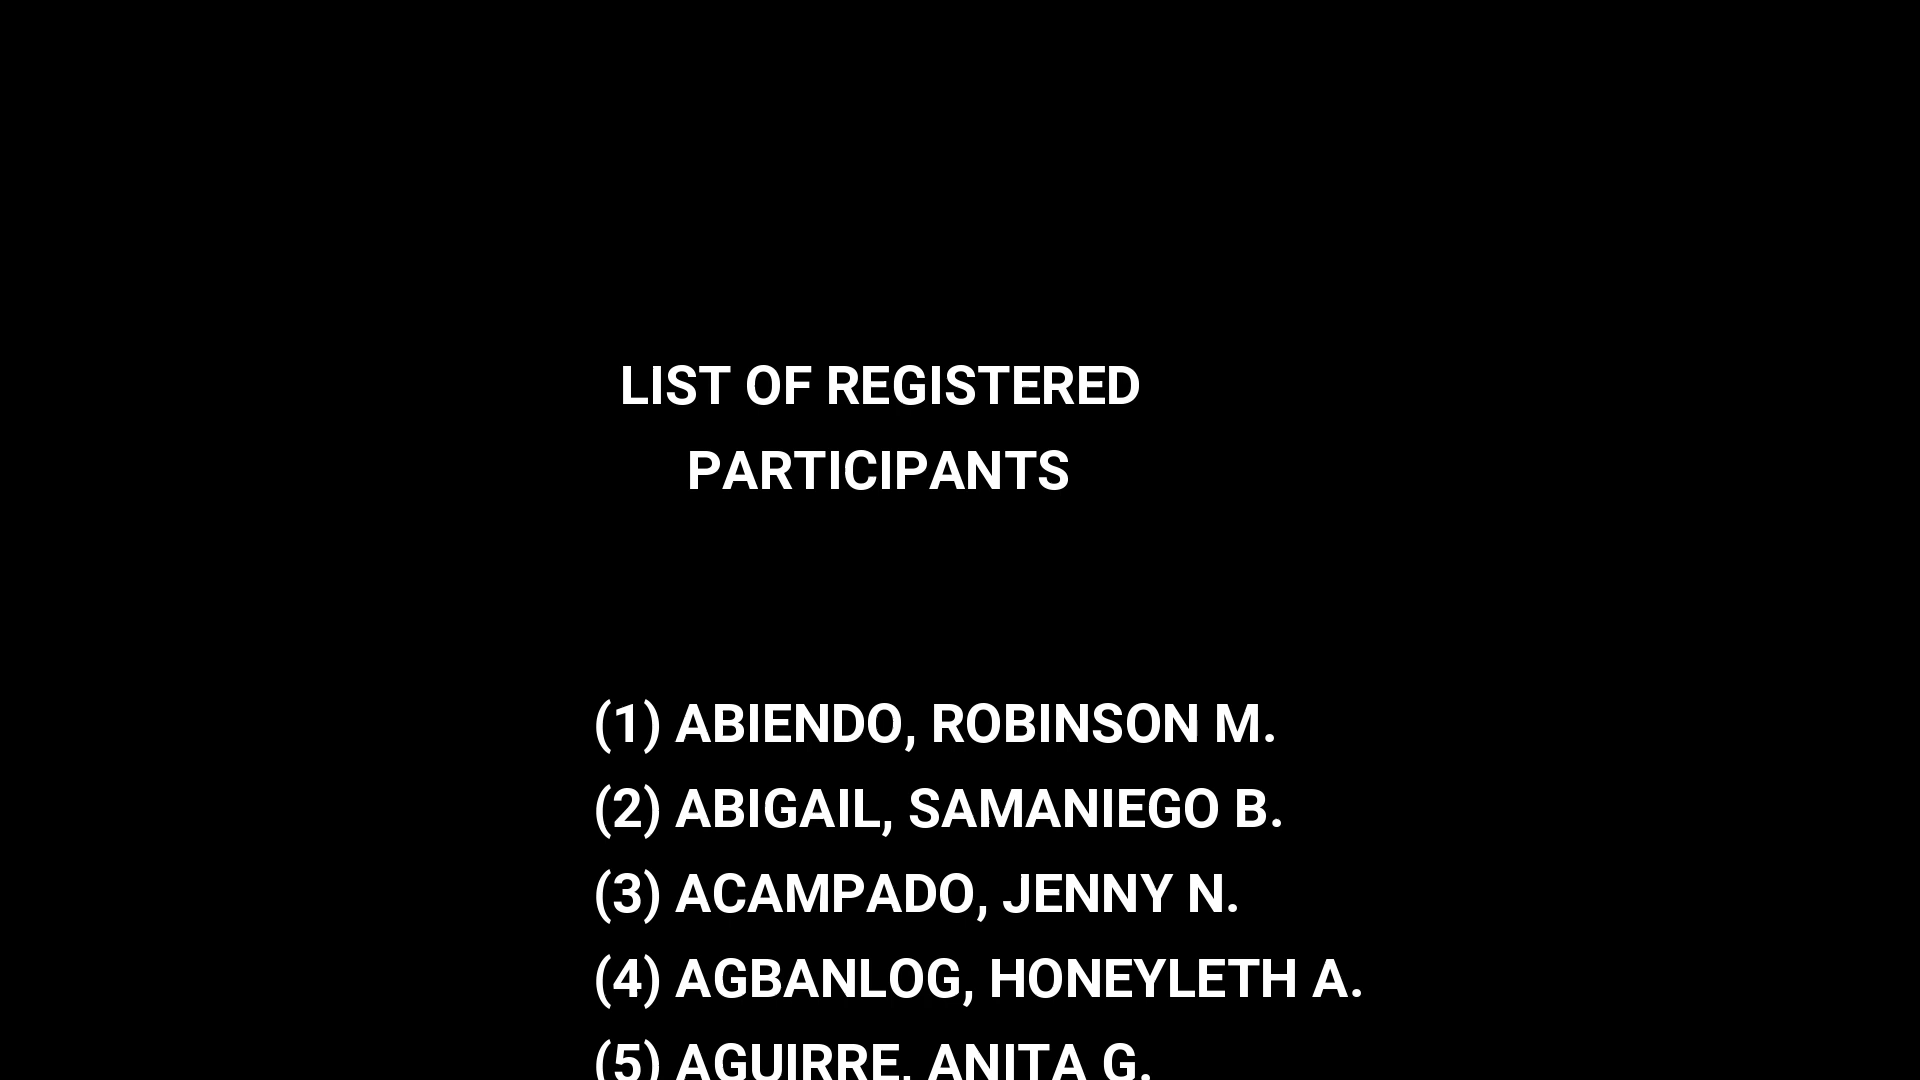 LIST OF REGISTERED
PARTICIPANTS
(1) ABIENDO, ROBINSON M.
(2) ABIGAIL, SAMANIEGO B.
(3) ACAMPADO, JENNY N.
(4) AGBANLOG, HONEYLETH A.
(5) AGUIRRE, ANITA G.